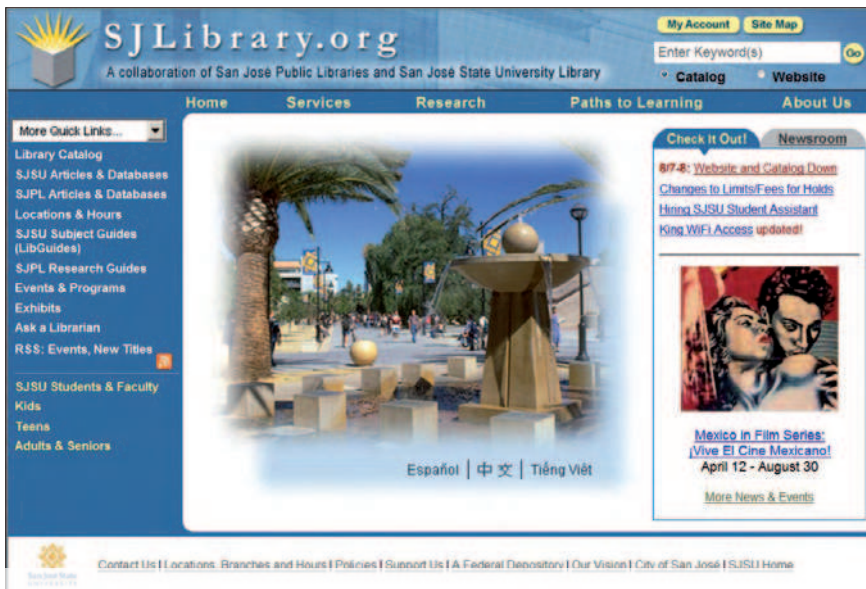 SJLibrary.org
A collaboration of San José Public Libraries and San José State University Library
My Account Site Map
Enter Keyword(s) Go
Catalog Website
Home Services Research Paths to Learning About Us
More Quick Links...
Library Catalog
SJSU Articles & Databases
SJPL Articles & Databases
Locations & Hours
SJSU Subject Guides
(LibGuides)
SJPL Research Guides
Events & Programs
Exhibits
Ask a Librarian
RSS: Events, New Titles
SJSU Students & Faculty
Kids
Teens
Adults & Seniors
Español | 中文 | Tiếng Việt
Check It Out! Newsroom
8/7-8: Website and Catalog Down
Changes to Limits/Fees for Holds
Hiring SJSU Student Assistant
King WiFi Access updated!
Mexico in Film Series:
¡Vive El Cine Mexicano!
April 12 - August 30
More News & Events
San José State
UNIVERSITY
Contact Us | Locations, Branches and Hours | Policies | Support Us | A Federal Depository | Our Vision | City of San José | SJSU Home